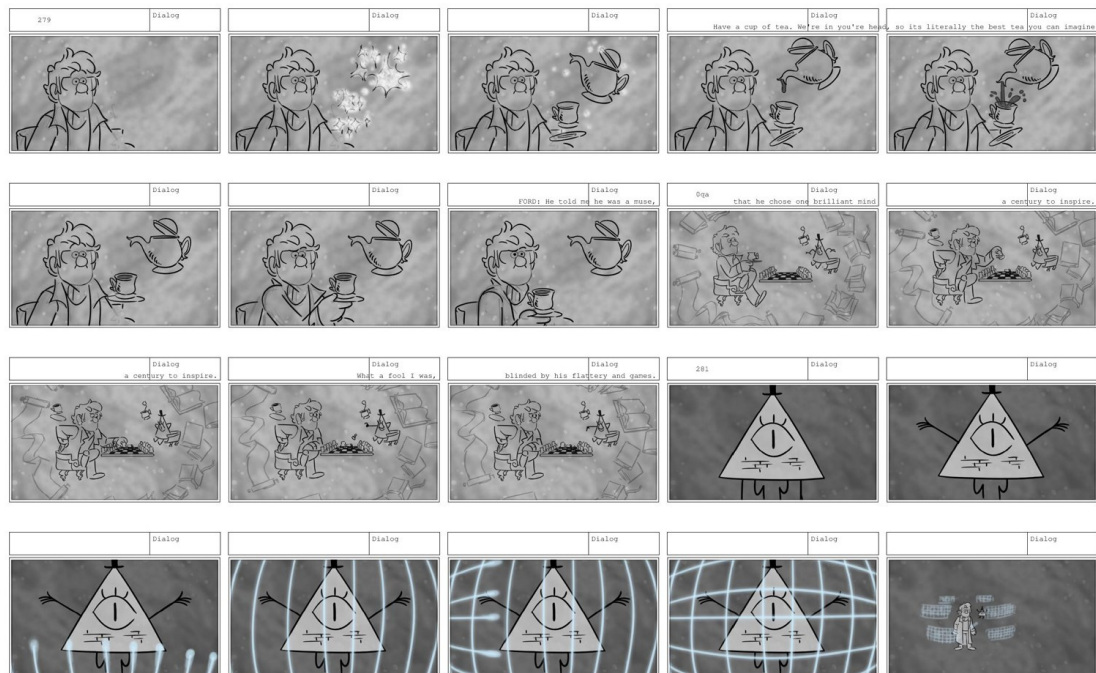 279
Dialog
Dialog
Dialog
Dialog
Dialog
Have a cup of tea. We're in you're head, so its literally the best tea you can imagine
Dialog
Dialog
Dialog
Dialog
Dialog
FORD: He told me he was a muse,
0qa
that he chose one brilliant mind
a century to inspire.
Dialog
Dialog
Dialog
281
Dialog
Dialog
a century to inspire.
What a fool I was,
blinded by his flattery and games.
Dialog
Dialog
Dialog
Dialog
Dialog